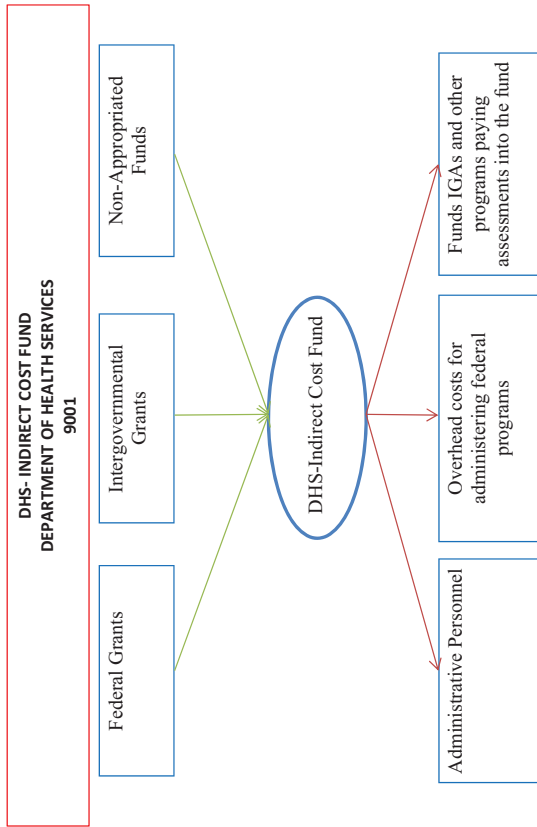 DHS- INDIRECT COST FUND
DEPARTMENT OF HEALTH SERVICES
9001
Federal Grants
Intergovernmental
Grants
Non-Appropriated
Funds
DHS-Indirect Cost Fund
Administrative Personnel
Overhead costs for
administering federal
programs
Funds IGAs and other
programs paying
assessments into the fund